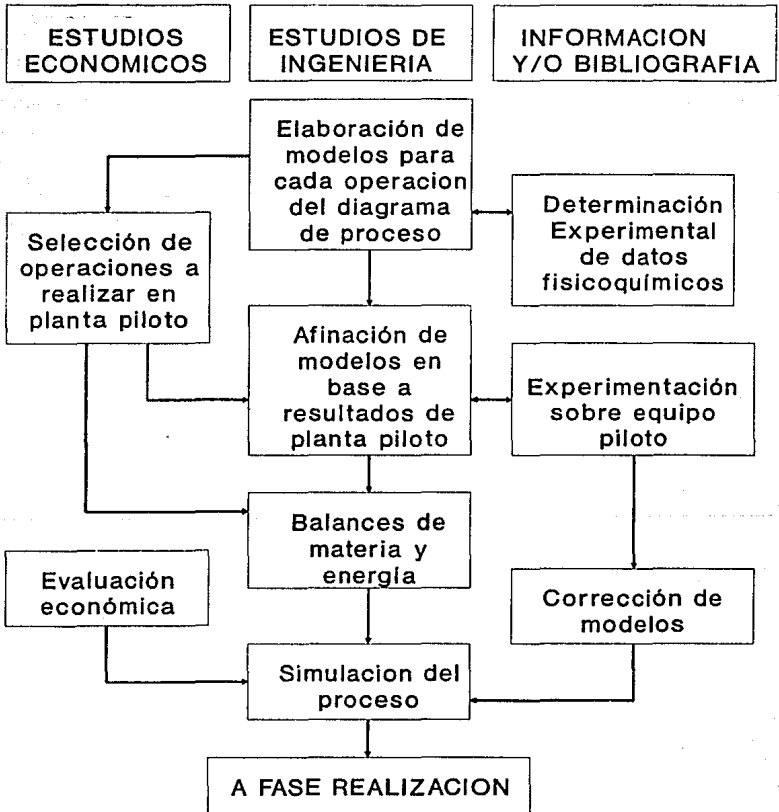 ESTUDIOS
ECONOMICOS
ESTUDIOS DE
INGENIERIA
INFORMACION
Y/O BIBLIOGRAFIA
Elaboración de
modelos para
cada operacion
del diagrama
de proceso
Determinación
Experimental
de datos
fisicoquímicos
Selección de
operaciones a
realizar en
planta piloto
Afinación de
modelos en
base a
resultados de
planta piloto
Experimentación
sobre equipo
piloto
Balances de
materia y
energía
Evaluación
económica
Corrección de
modelos
Simulacion del
proceso
A FASE REALIZACION